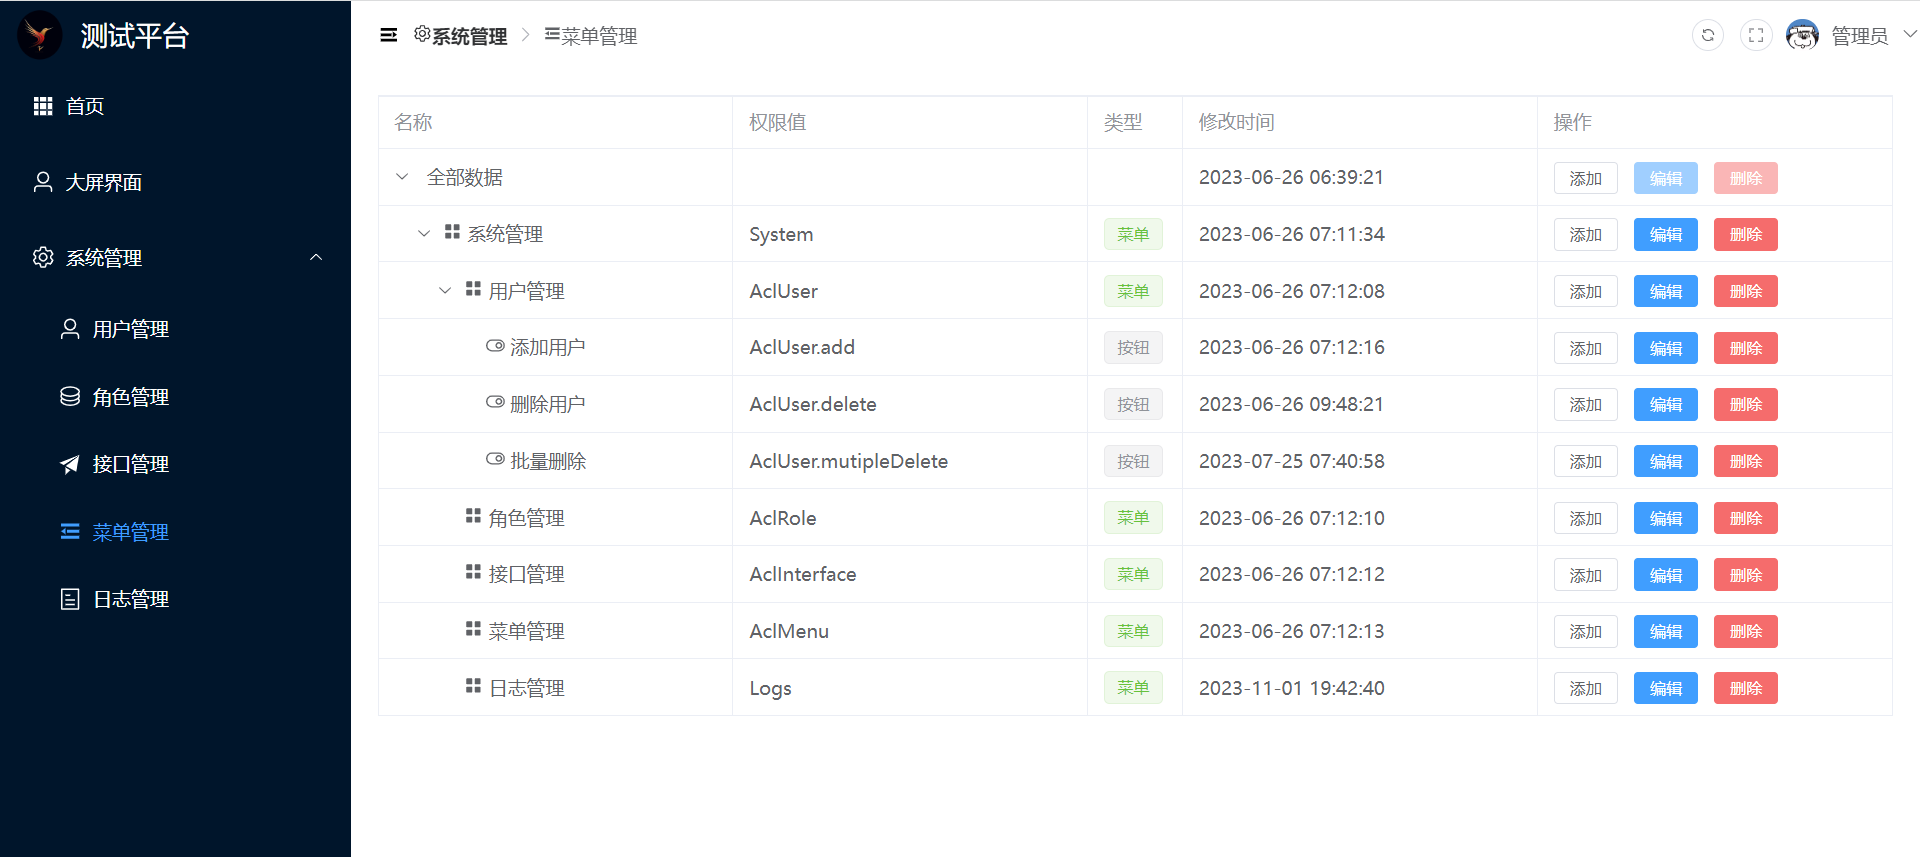 测试平台
首页
大屏界面
系统管理
用户管理
角色管理
接口管理
菜单管理
日志管理
系统管理 菜单管理 管理员
名称 权限值 类型 修改时间 操作
全部数据 2023-06-26 06:39:21 添加 编辑 删除
系统管理 System 菜单 2023-06-26 07:11:34 添加 编辑 删除
用户管理 AclUser 菜单 2023-06-26 07:12:08 添加 编辑 删除
添加用户 AclUser.add 按钮 2023-06-26 07:12:16 添加 编辑 删除
删除用户 AclUser.delete 按钮 2023-06-26 09:48:21 添加 编辑 删除
批量删除 AclUser.mutipleDelete 按钮 2023-07-25 07:40:58 添加 编辑 删除
角色管理 AclRole 菜单 2023-06-26 07:12:10 添加 编辑 删除
接口管理 AclInterface 菜单 2023-06-26 07:12:12 添加 编辑 删除
菜单管理 AclMenu 菜单 2023-06-26 07:12:13 添加 编辑 删除
日志管理 Logs 菜单 2023-11-01 19:42:40 添加 编辑 删除